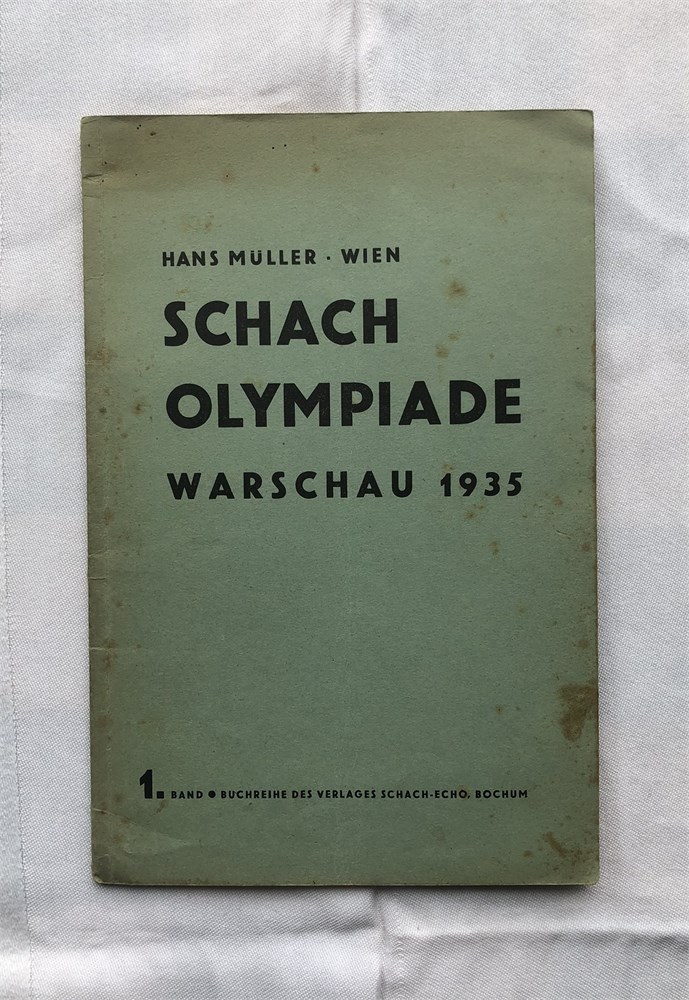 HANS MÜLLER · WIEN
SCHACH
OLYMPIADE
WARSCHAU 1935
1. BAND ● BUCHREIHE DES VERLAGES SCHACH-ECHO, BOCHUM